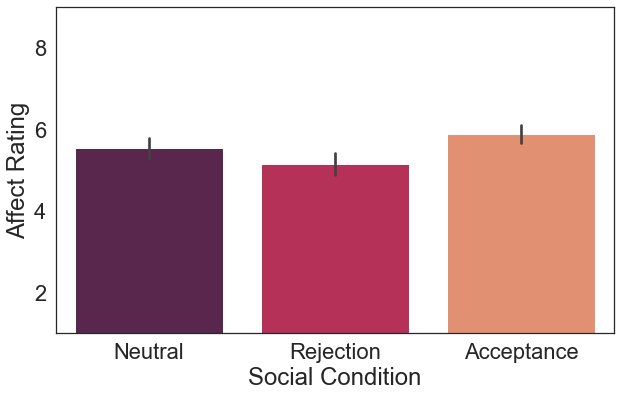 Affect Rating
8
6
4
2
Neutral Rejection Acceptance
Social Condition